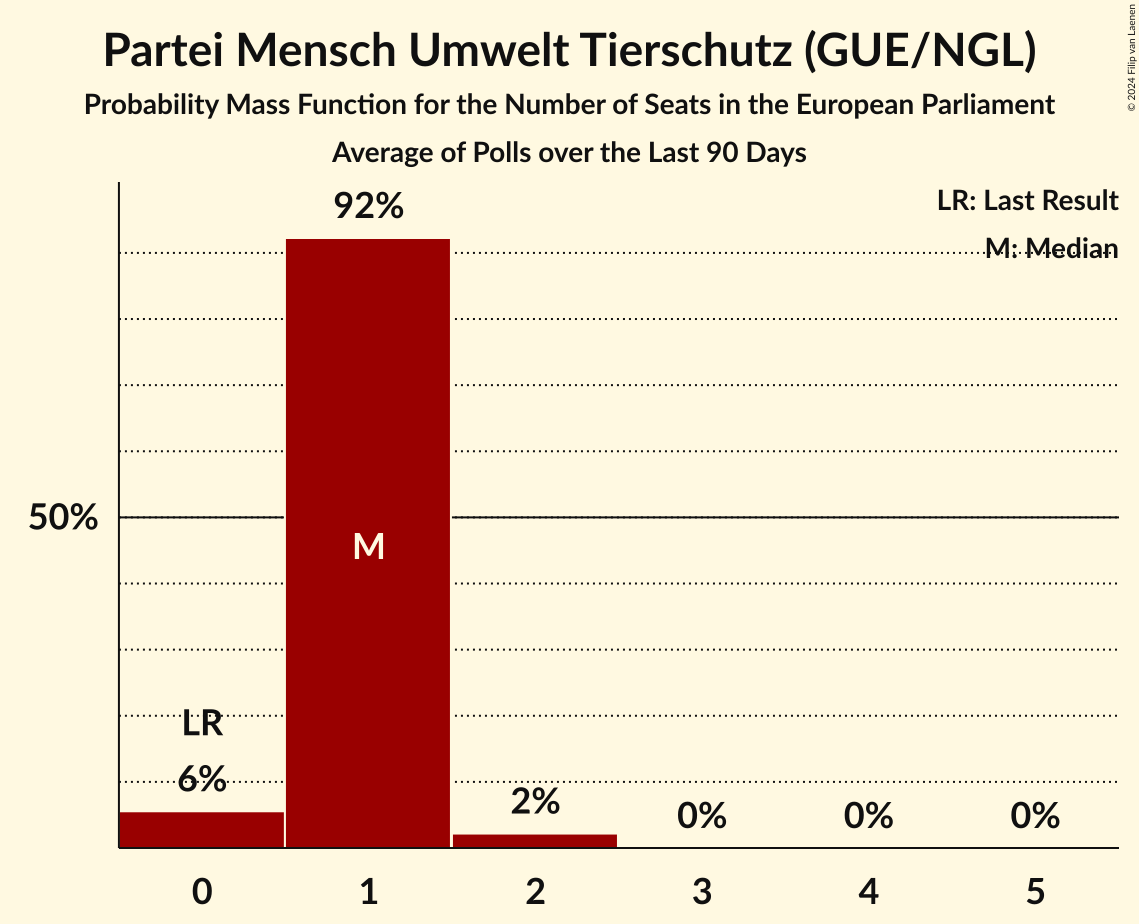 Partei Mensch Umwelt Tierschutz (GUE/NGL)
Probability Mass Function for the Number of Seats in the European Parliament
Average of Polls over the Last 90 Days
© 2024 Filip van Laenen
LR: Last Result
M: Median
92%
50%
M
LR
6%
2%
0%
0%
0%
0
1
2
3
4
5